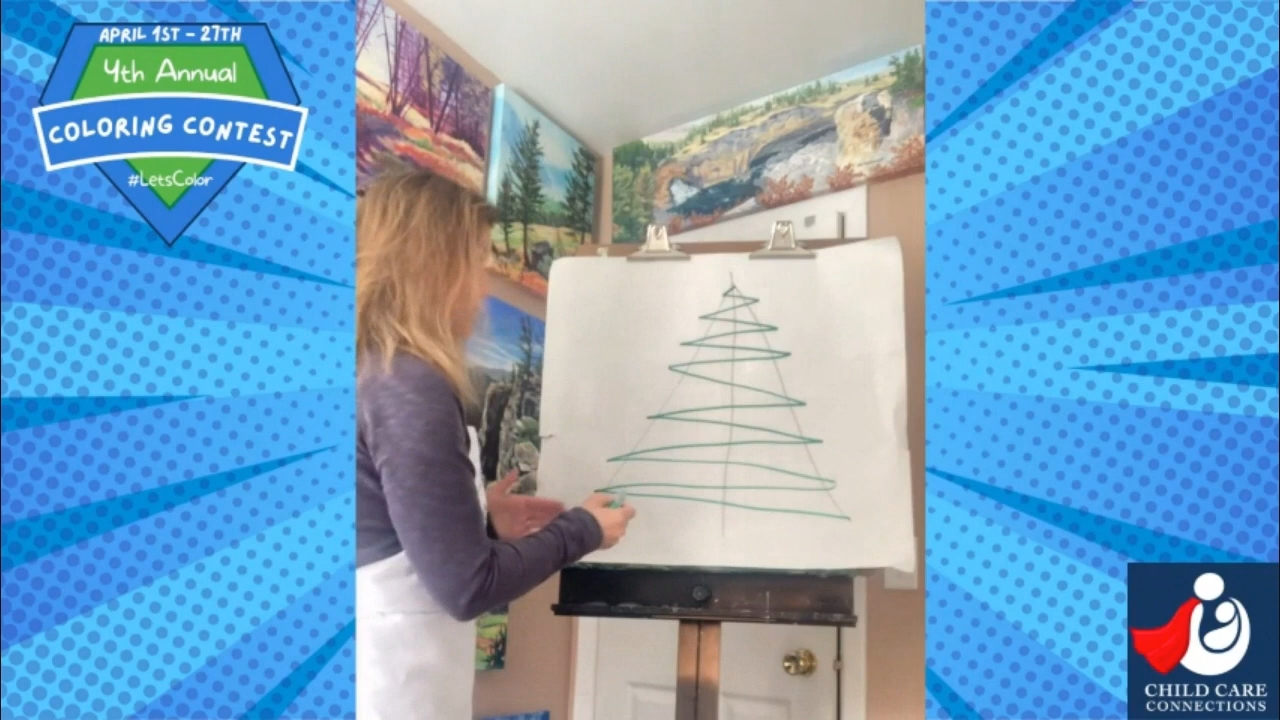 APRIL 1ST - 27TH
4th Annual
COLORING CONTEST
#LetsColor
CHILD CARE
CONNECTIONS